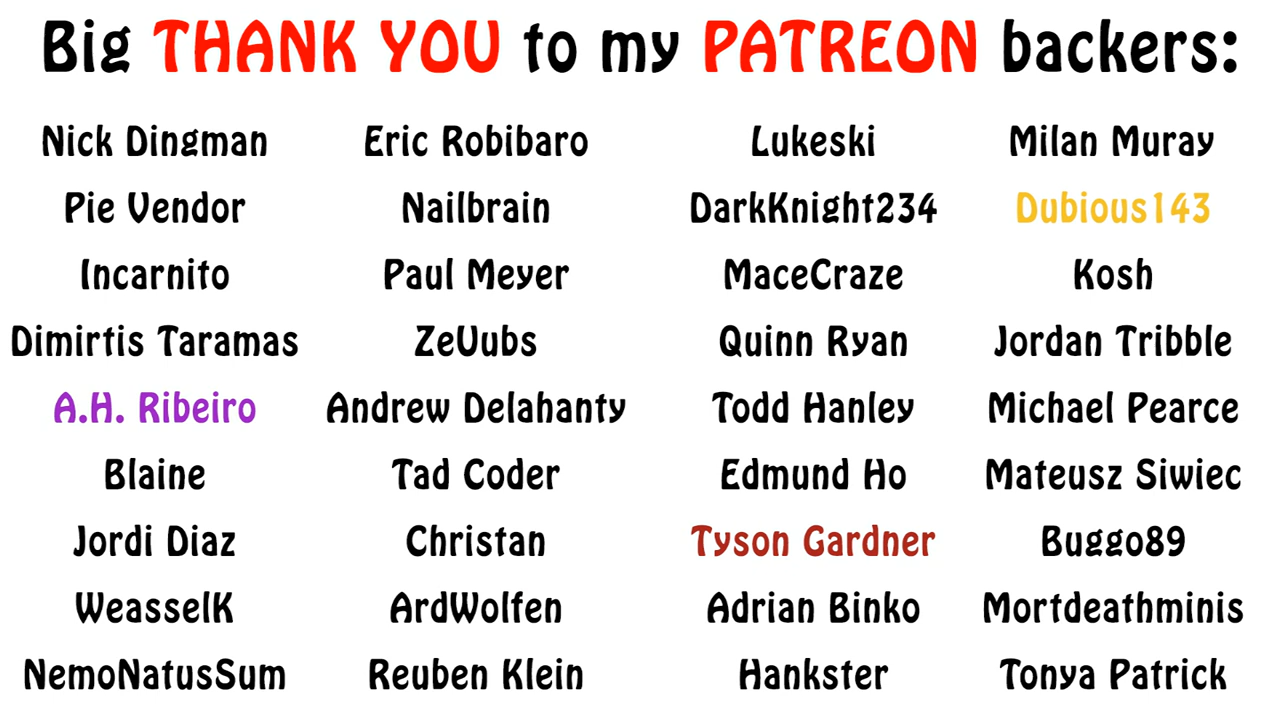 Big THANK YOU to my PATREON backers:
Nick Dingman Eric Robibaro Lukeski Milan Muray
Pie Vendor Nailbrain DarkKnight234 Dubious143
Incarnito Paul Meyer MaceCraze Kosh
Dimirtis Taramas ZeVubs Quinn Ryan Jordan Tribble
A.H. Ribeiro Andrew Delahanty Todd Hanley Michael Pearce
Blaine Tad Coder Edmund Ho Mateusz Siwiec
Jordi Diaz Christan Tyson Gardner Buggo89
WeasselK ArdWolfen Adrian Binko Mortdeathminis
NemoNatusSum Reuben Klein Hankster Tonya Patrick